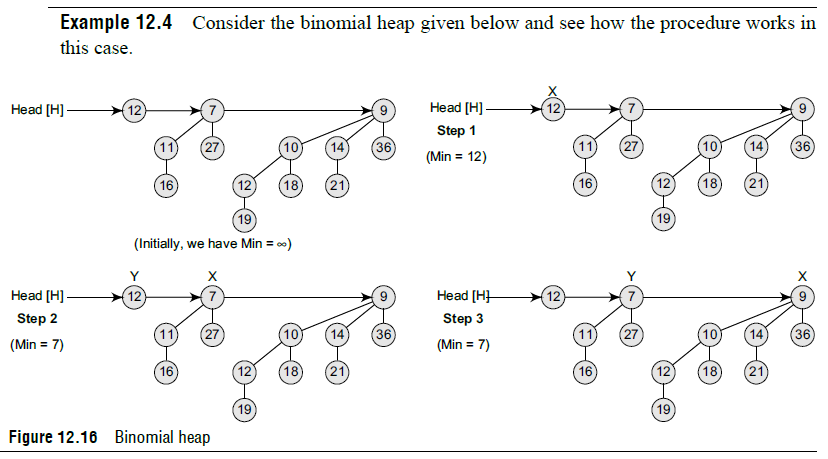 Example 12.4 Consider the binomial heap given below and see how the procedure works in
this case.
Head [H] 12 7 9
11 27 10 14 36
16 12 18 21
19
(Initially, we have Min = ∞)
X
Head [H] 12 7 9
Step 1
11 27 10 14 36
(Min = 12)
16 12 18 21
19
Y X
Head [H] 12 7 9
Step 2
11 27 10 14 36
(Min = 7)
16 12 18 21
19
Y X
Head [H] 12 7 9
Step 3
11 27 10 14 36
(Min = 7)
16 12 18 21
19
Figure 12.16 Binomial heap